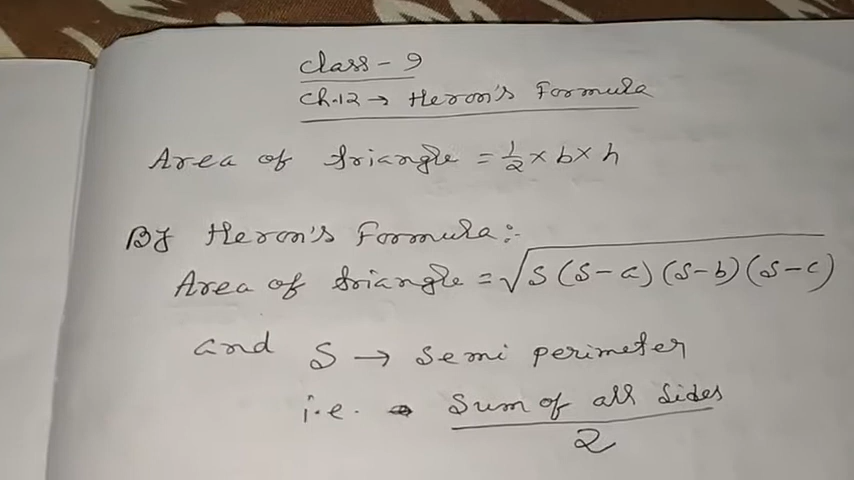 Class - 9
Ch.12 → Heron's Formula
Area of triangle = 1/2 × b × h
By Heron's Formula :-
Area of triangle = √S(S-a)(S-b)(S-c)
and S → Semi perimeter
i.e. Sum of all sides
2